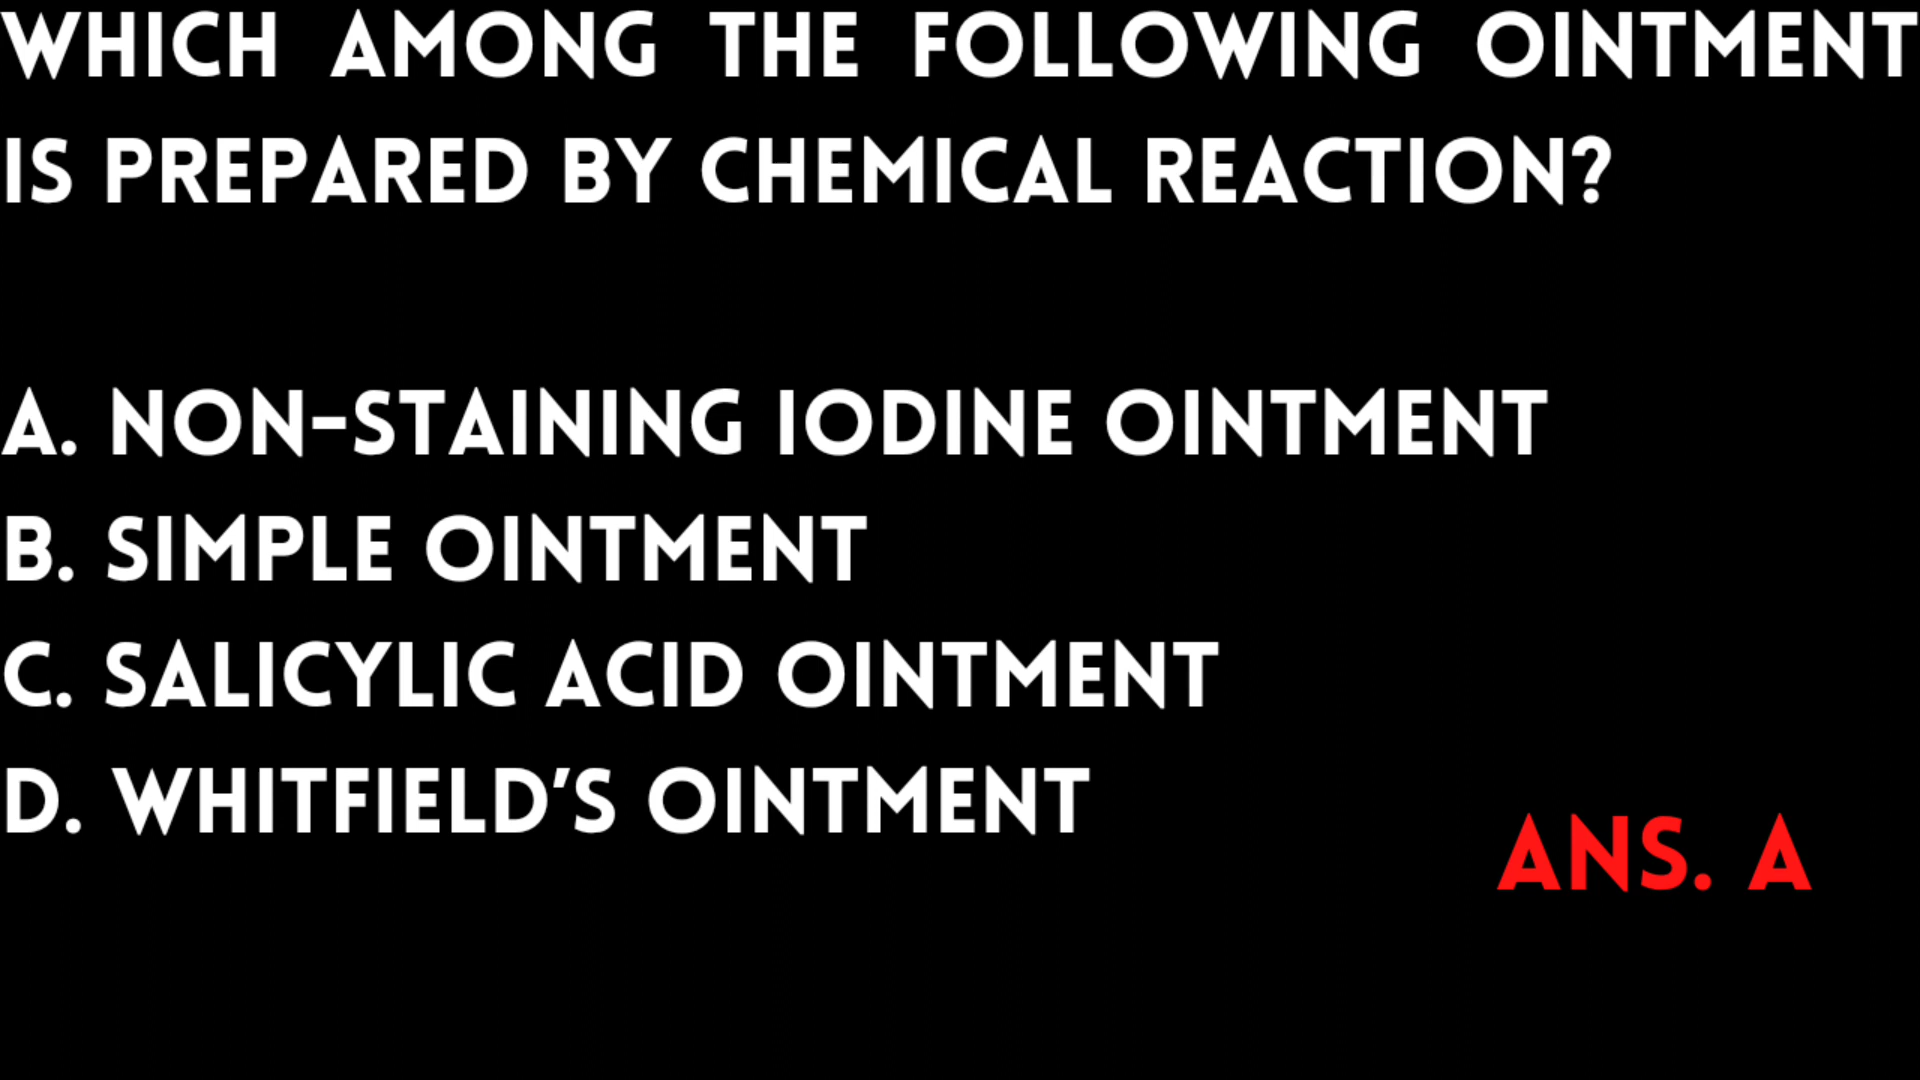 WHICH AMONG THE FOLLOWING OINTMENT
IS PREPARED BY CHEMICAL REACTION?
A. NON-STAINING IODINE OINTMENT
B. SIMPLE OINTMENT
C. SALICYLIC ACID OINTMENT
D. WHITFIELD'S OINTMENT
ANS. A